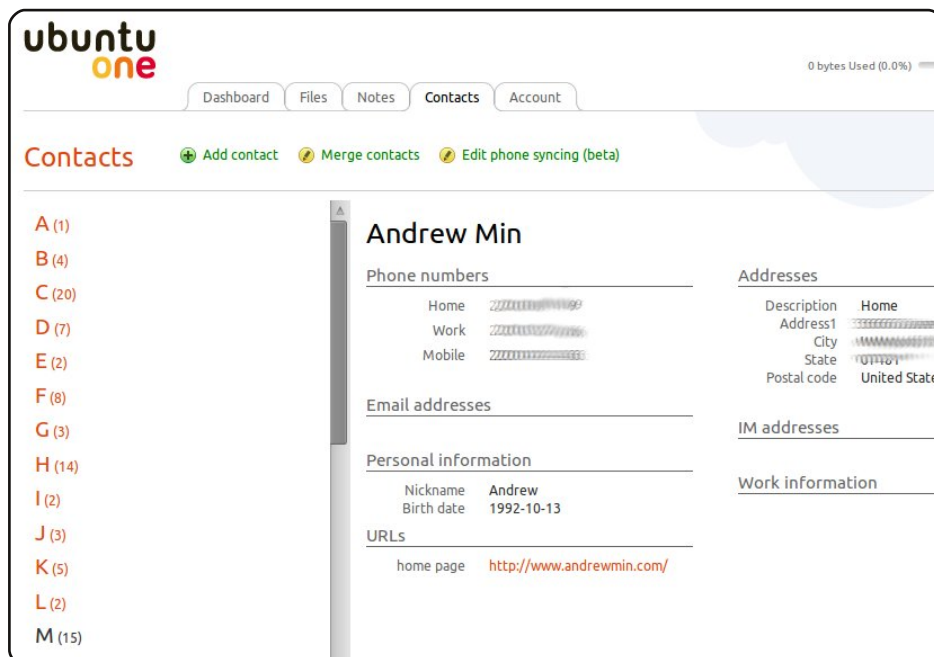 ubuntu
one
0 bytes Used (0.0%)
Dashboard Files Notes Contacts Account
Contacts Add contact Merge contacts Edit phone syncing (beta)
A (1)
B (4)
C (20)
D (7)
E (2)
F (8)
G (3)
H (14)
I (2)
J (3)
K (5)
L (2)
M (15)
Andrew Min
Phone numbers
Home
Work
Mobile
Email addresses
Personal information
Nickname Andrew
Birth date 1992-10-13
URLs
home page http://www.andrewmin.com/
Addresses
Description Home
Address1
City
State
Postal code United State
IM addresses
Work information